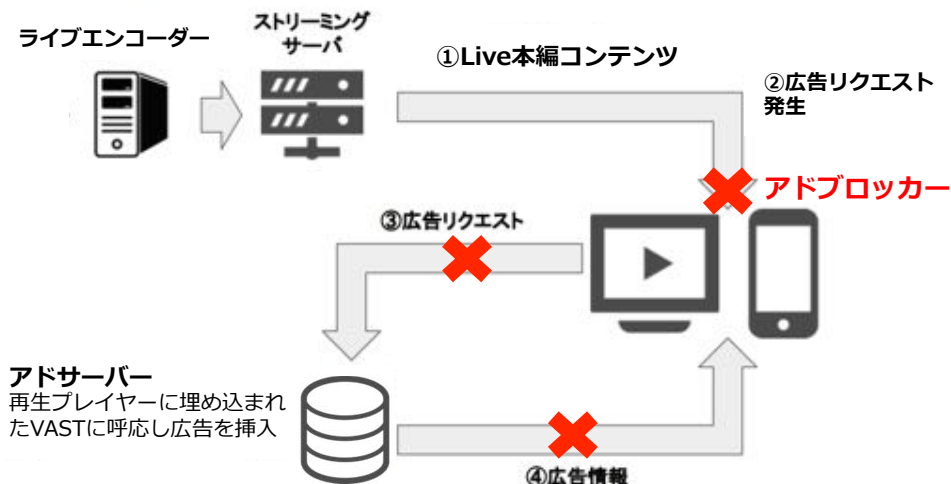 ライブエンコーダー
ストリーミング
サーバ
①Live本編コンテンツ
②広告リクエスト
発生
アドブロッカー
③広告リクエスト
アドサーバー
再生プレイヤーに埋め込まれ
たVASTに呼応し広告を挿入
④広告情報